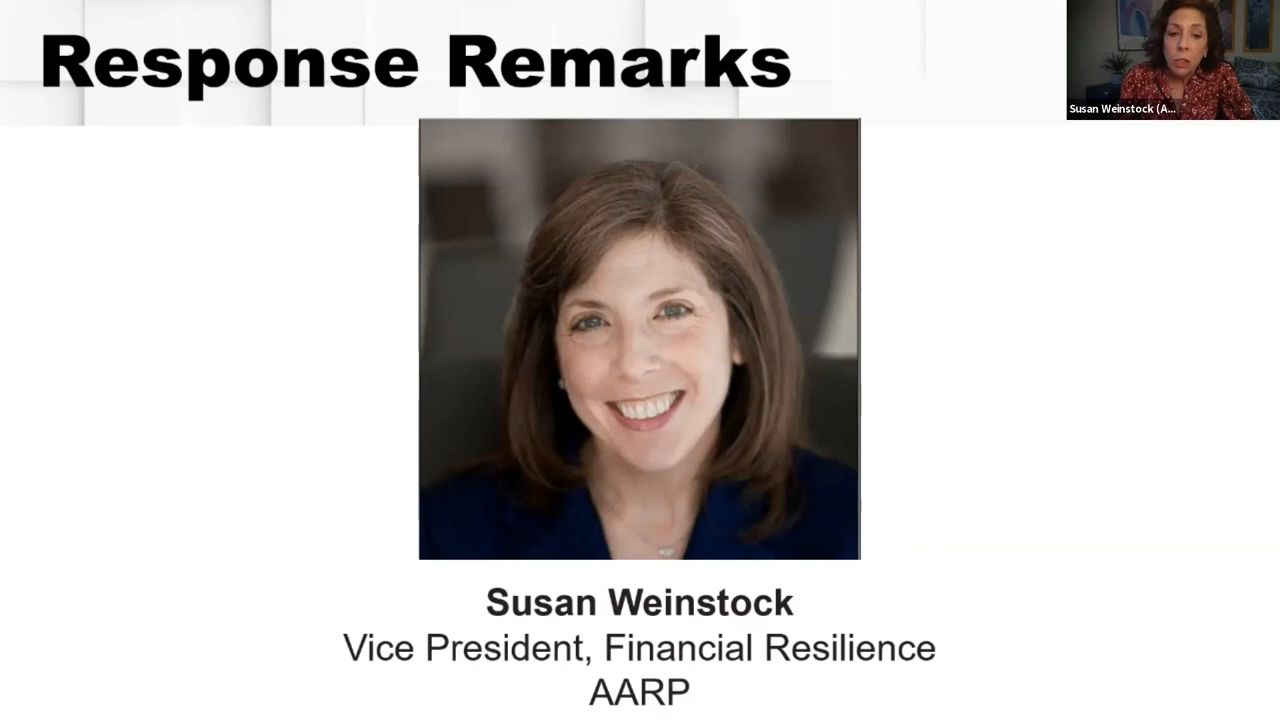 Response Remarks
Susan Weinstock (A...
Susan Weinstock
Vice President, Financial Resilience
AARP